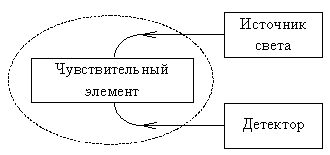 Источник
света
Чувствительный
элемент
Детектор